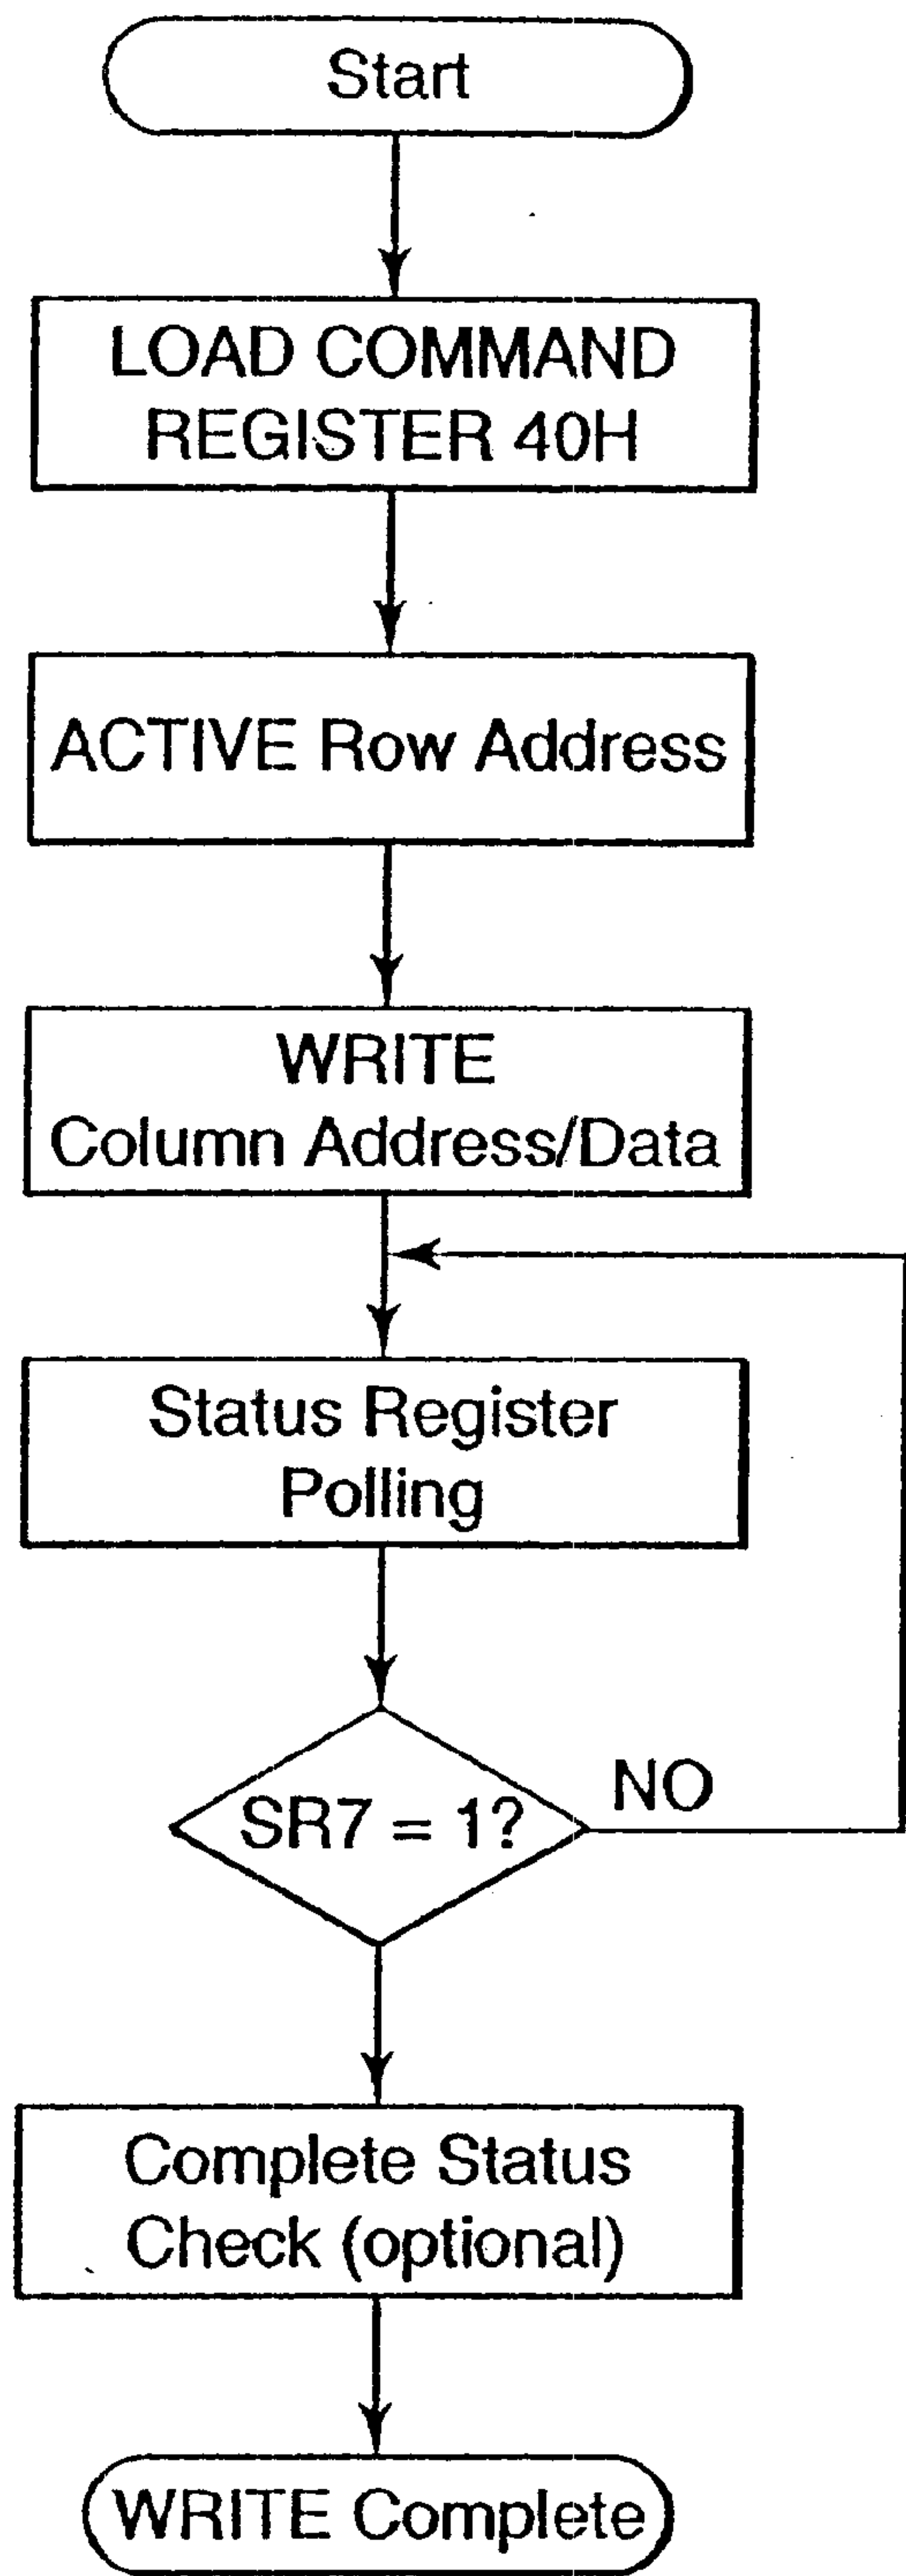 Start
LOAD COMMAND
REGISTER 40H
ACTIVE Row Address
WRITE
Column Address/Data
Status Register
Polling
SR7 = 1?
NO
Complete Status
Check (optional)
WRITE Complete